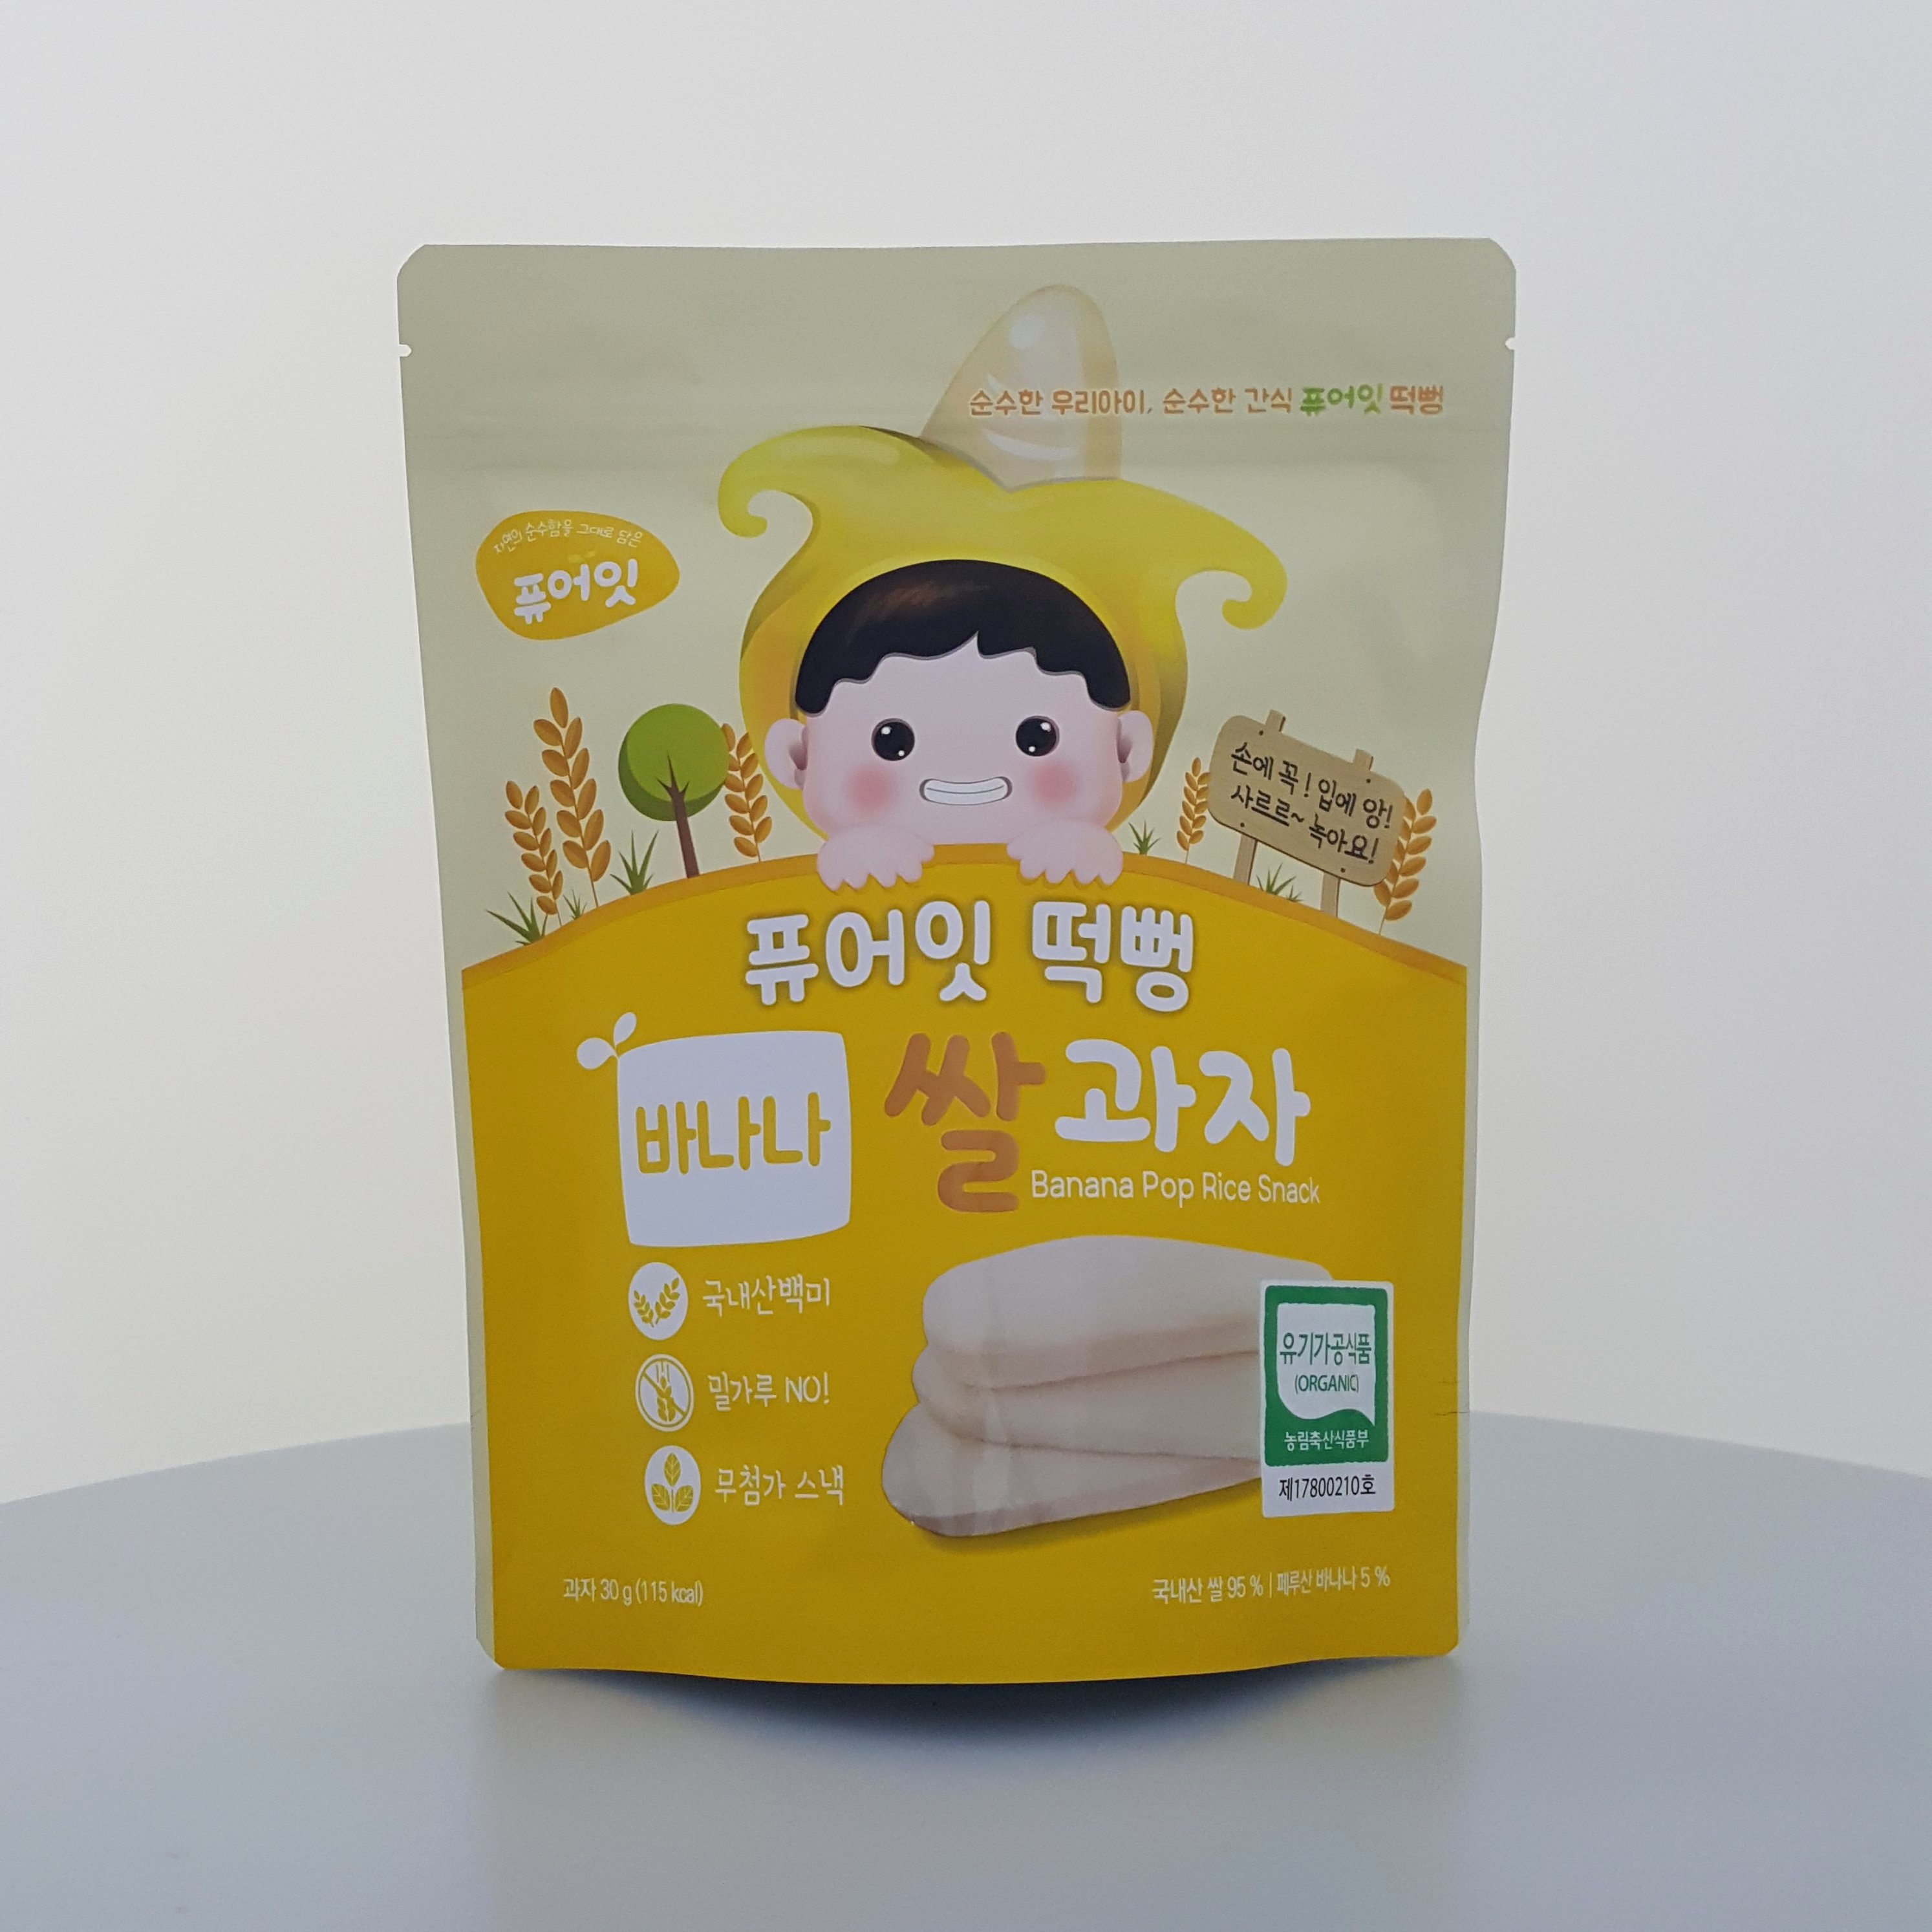 순수한 우리아이, 순수한 간식 퓨어잇 떡뻥
자연의 순수함을 그대로 담은
퓨어잇
손에 꼭! 입에 앙!
사르르~ 녹아요!
퓨어잇 떡뻥
바나나
쌀과자
Banana Pop Rice Snack
국내산백미
밀가루 NO!
무첨가 스낵
유기가공식품
(ORGANIC)
농림축산식품부
제17800210호
과자 30 g (115 kcal)
국내산 쌀 95 % | 페루산 바나나 5 %